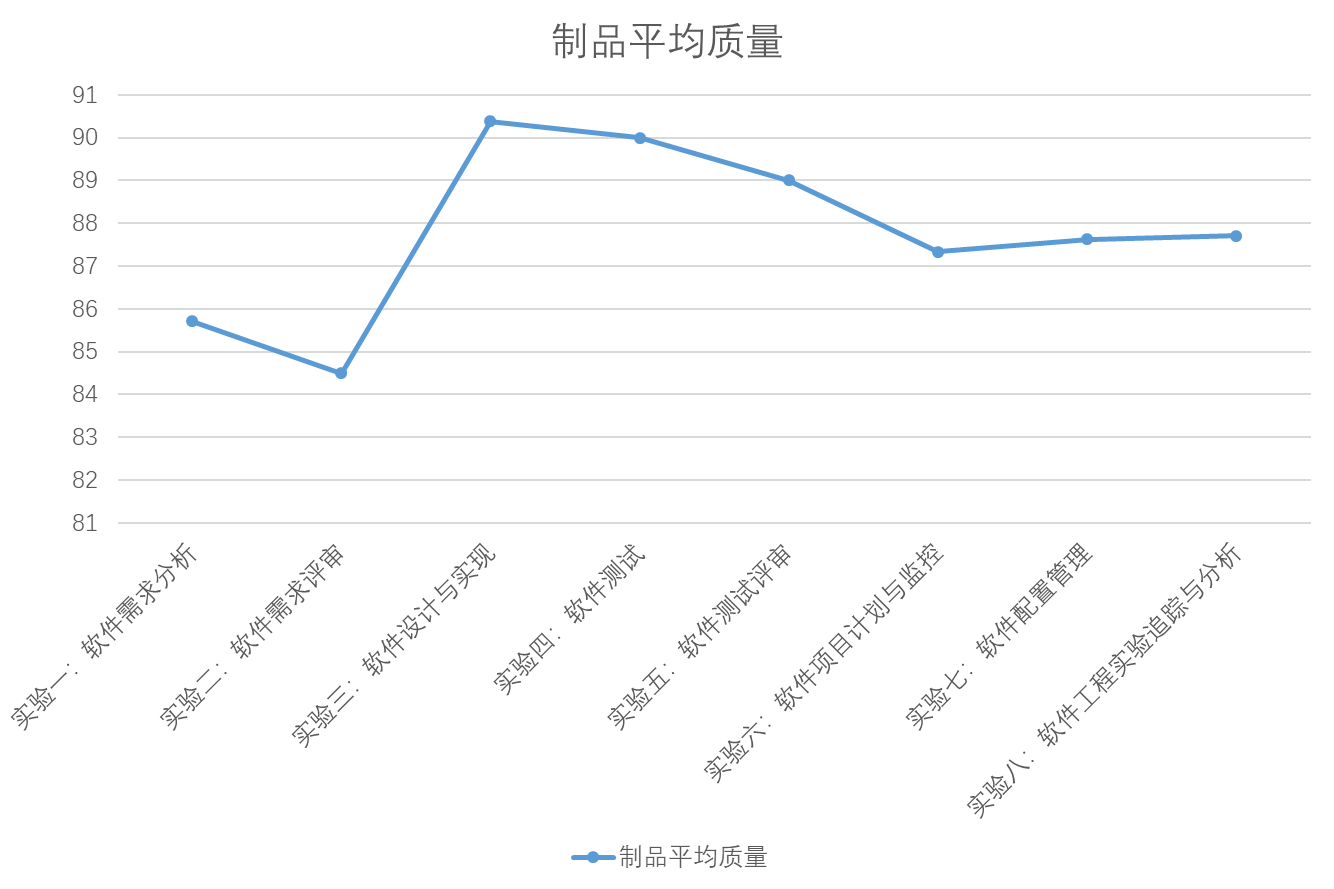 制品平均质量
91
90
89
88
87
86
85
84
83
82
81
实验一：软件需求分析
实验二：软件需求评审
实验三：软件设计与实现
实验四：软件测试
实验五：软件测试评审
实验六：软件项目计划与监控
实验七：软件配置管理
实验八：软件工程实验追踪与分析
制品平均质量